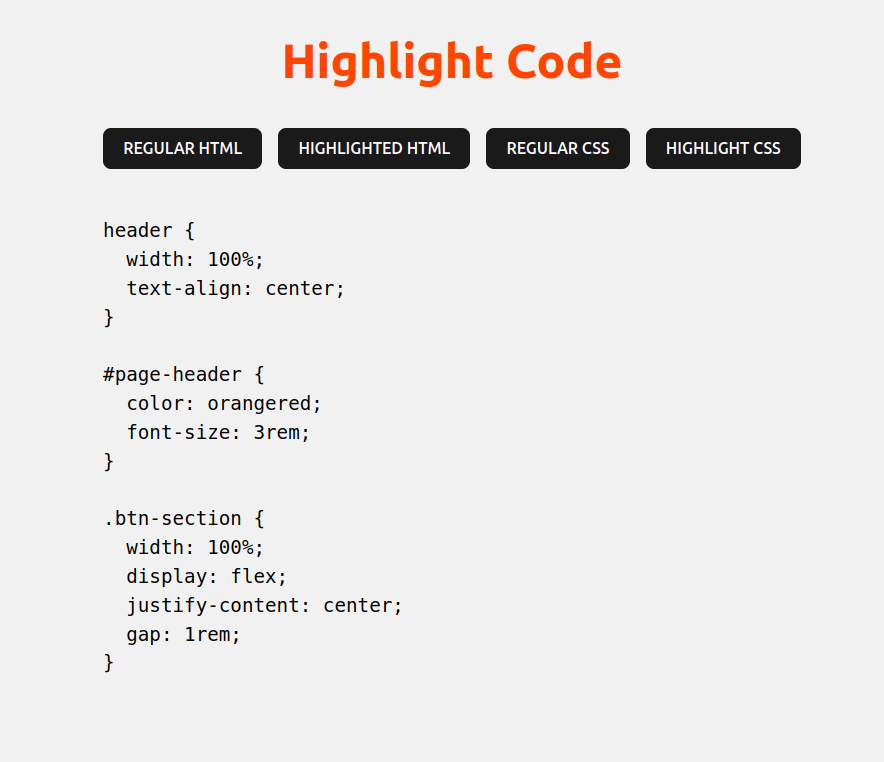 Highlight Code
REGULAR HTML HIGHLIGHTED HTML REGULAR CSS HIGHLIGHT CSS
header {
  width: 100%;
  text-align: center;
}
#page-header {
  color: orangered;
  font-size: 3rem;
}
.btn-section {
  width: 100%;
  display: flex;
  justify-content: center;
  gap: 1rem;
}